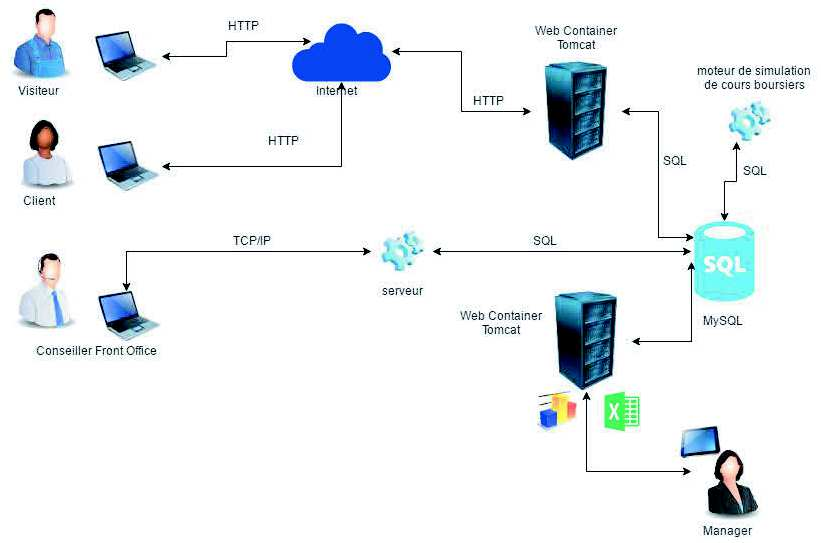 HTTP
Visiteur
Internet
HTTP
Client
HTTP
Web Container
Tomcat
moteur de simulation
de cours boursiers
SQL
SQL
TCP/IP
serveur
SQL
SQL
MySQL
Conseiller Front Office
Web Container
Tomcat
X
Manager